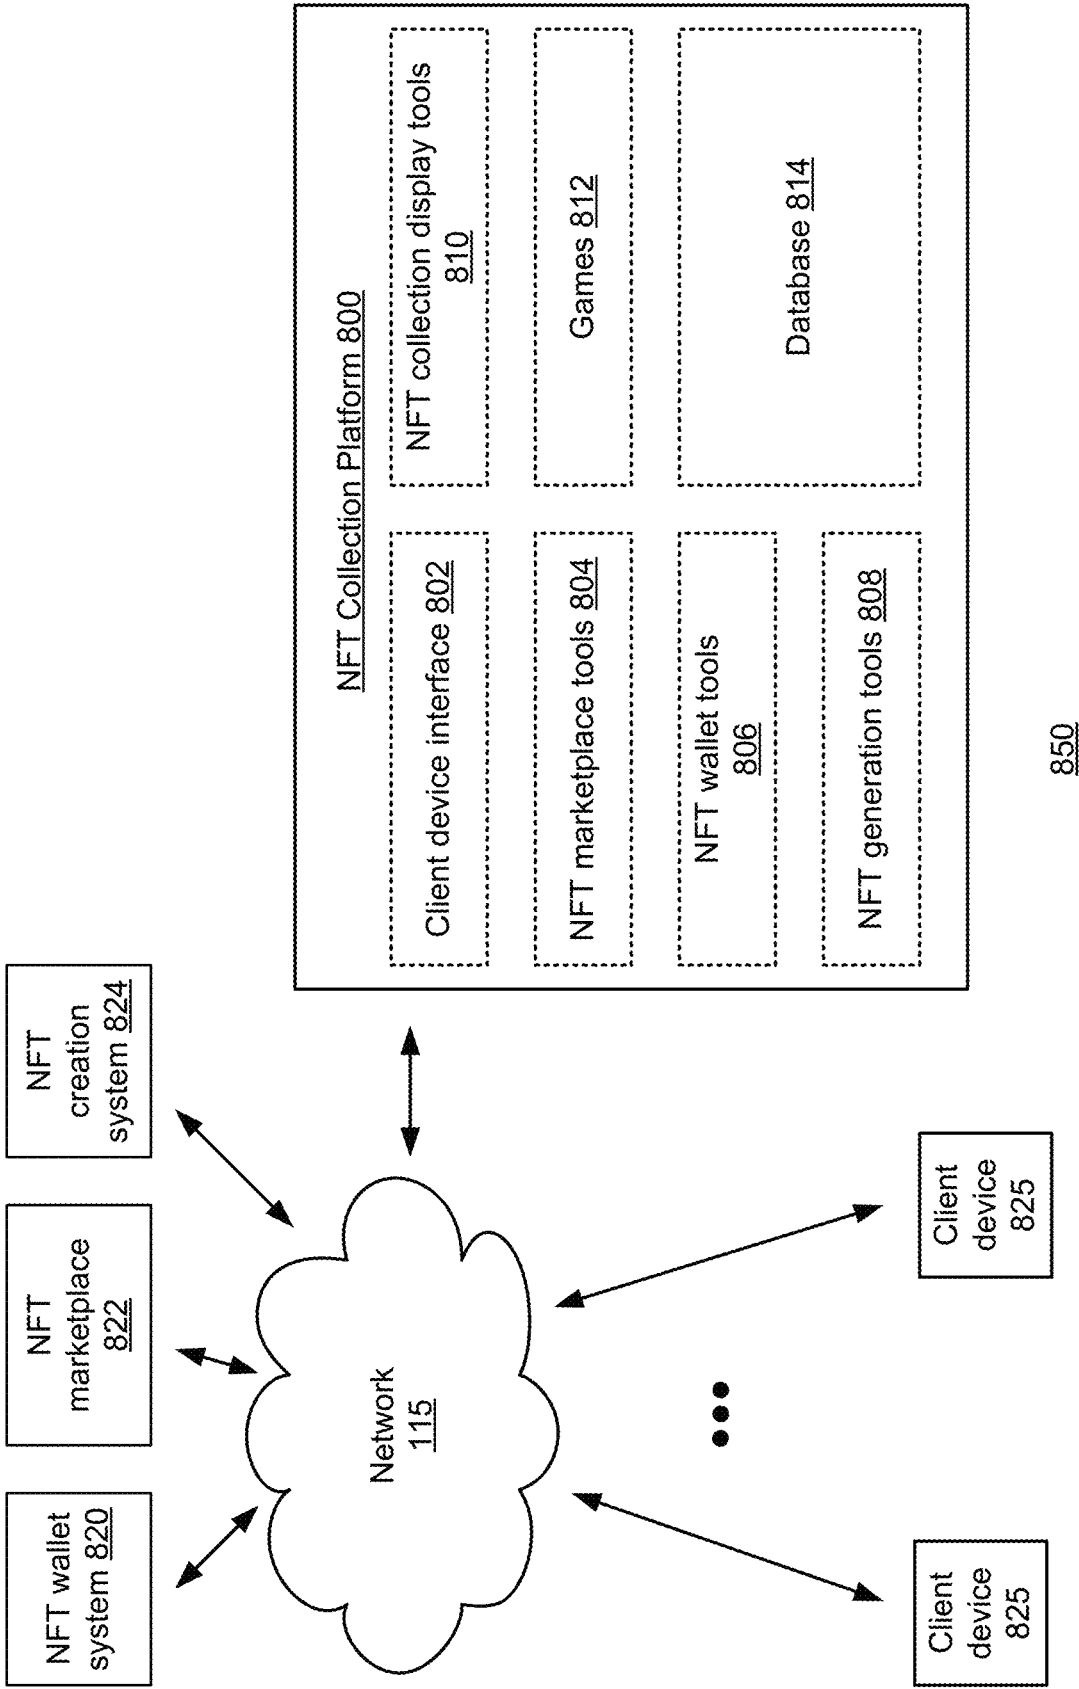 NFT wallet
system 820
NFT
marketplace
822
NFT
creation
system 824
Network
115
Client
device
825
Client
device
825
NFT Collection Platform 800
Client device interface 802
NFT marketplace tools 804
NFT wallet tools
806
NFT generation tools 808
NFT collection display tools
810
Games 812
Database 814
850